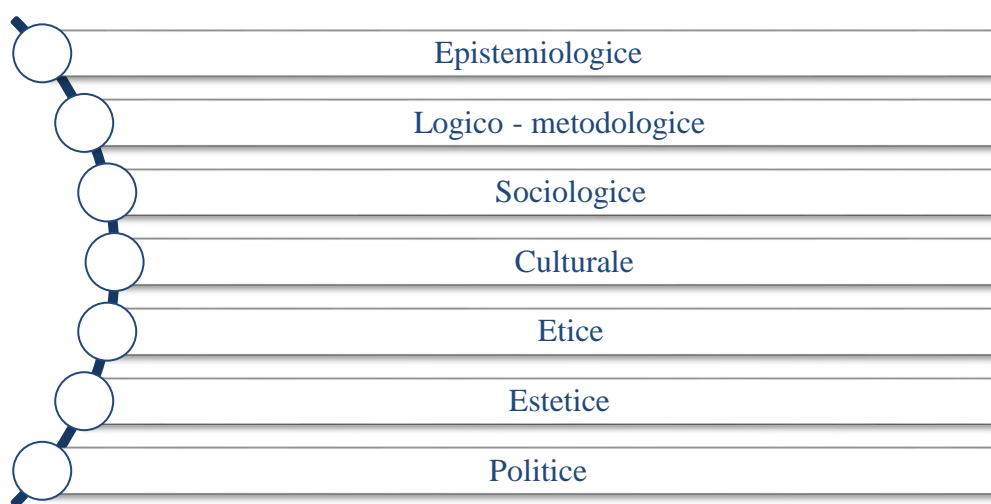 Epistemiologice
Logico - metodologice
Sociologice
Culturale
Etice
Estetice
Politice